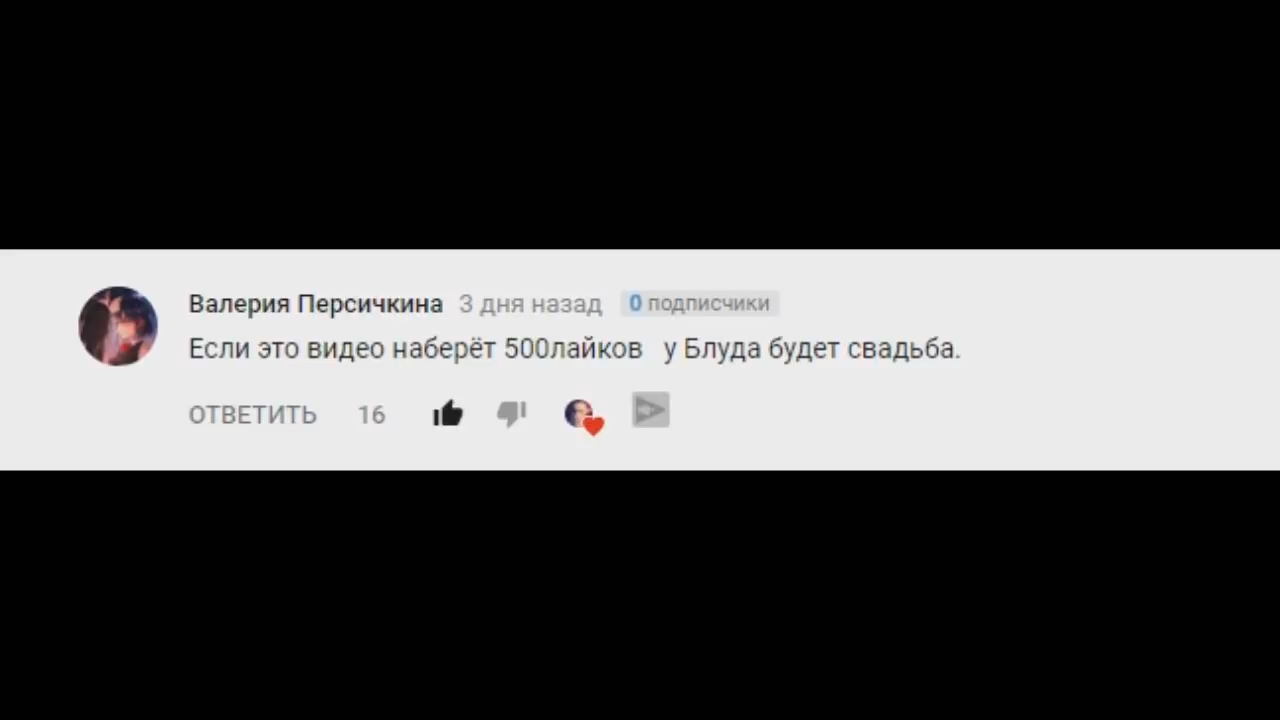 Валерия Персичкина 3 дня назад 0 подписчики
Если это видео наберёт 500лайков у Блуда будет свадьба.
ОТВЕТИТЬ 16